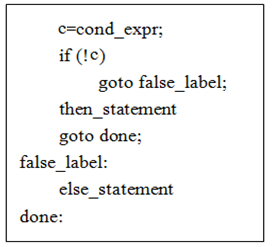 c=cond_expr;
if (!c)
goto false_label;
then_statement
goto done;
false_label:
else_statement
done: